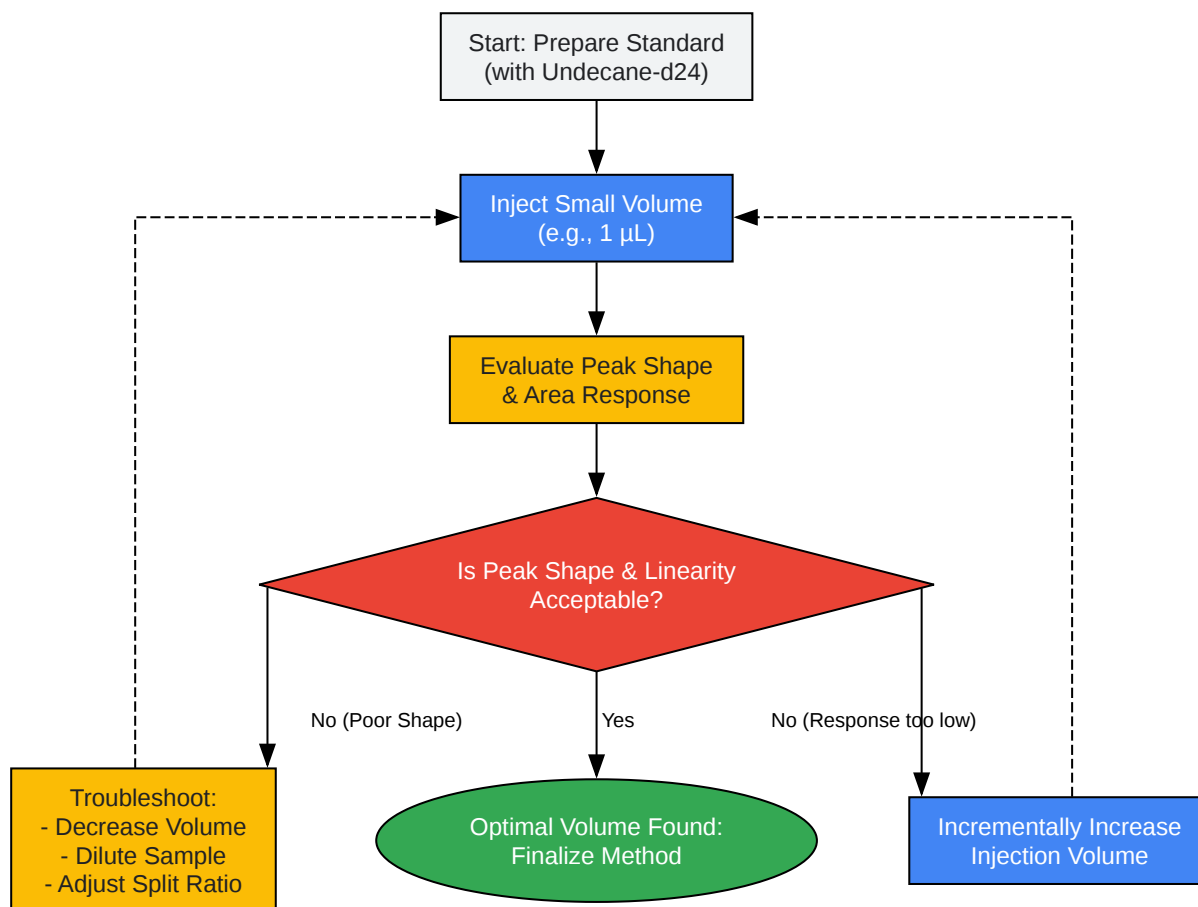 Start: Prepare Standard
(with Undecane-d24)
Inject Small Volume
(e.g., 1 µL)
Evaluate Peak Shape
& Area Response
Is Peak Shape & Linearity
Acceptable?
No (Poor Shape)
Yes
No (Response too low)
Troubleshoot:
- Decrease Volume
- Dilute Sample
- Adjust Split Ratio
Optimal Volume Found:
Finalize Method
Incrementally Increase
Injection Volume